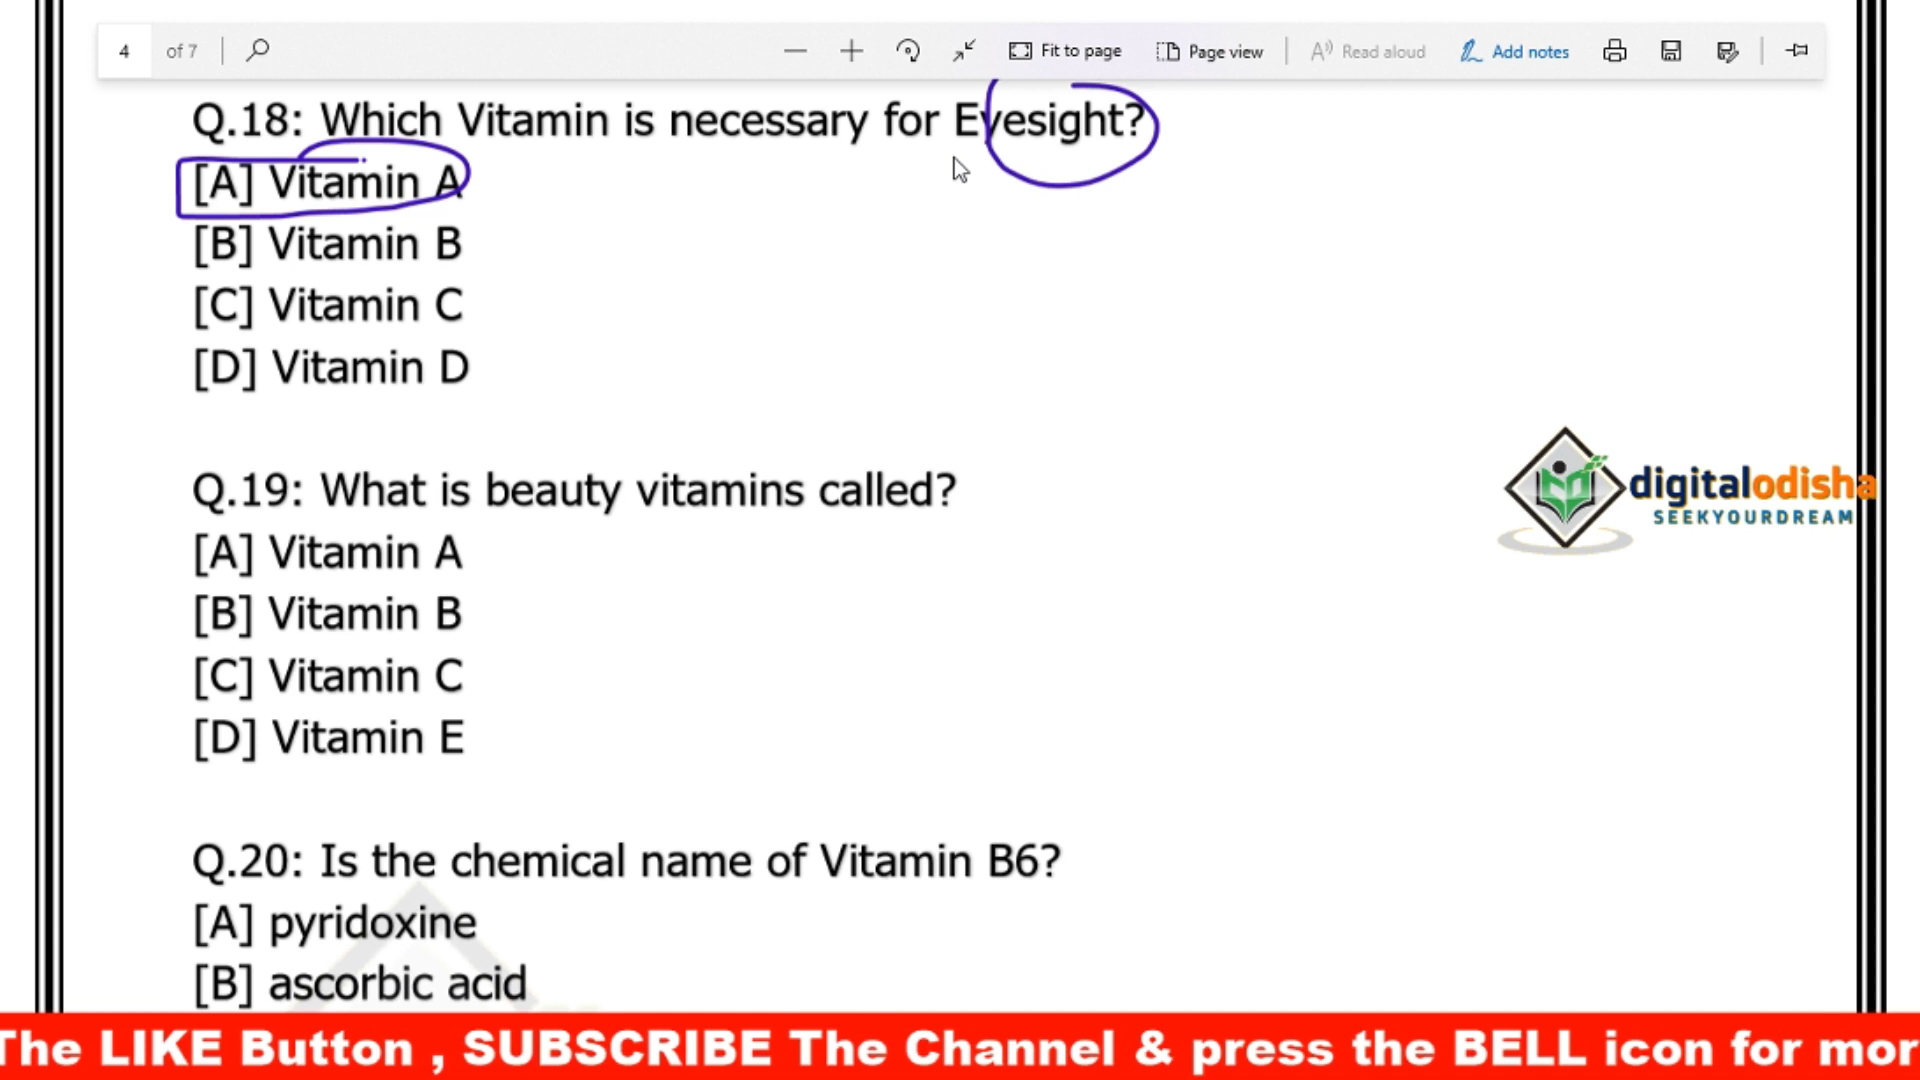 4 of 7 Fit to page Page view Read aloud Add notes
Q.18: Which Vitamin is necessary for Eyesight?
[A] Vitamin A
[B] Vitamin B
[C] Vitamin C
[D] Vitamin D
digitalodisha
SEEKYOURDREAM
Q.19: What is beauty vitamins called?
[A] Vitamin A
[B] Vitamin B
[C] Vitamin C
[D] Vitamin E
Q.20: Is the chemical name of Vitamin B6?
[A] pyridoxine
[B] ascorbic acid
The LIKE Button , SUBSCRIBE The Channel & press the BELL icon for mor